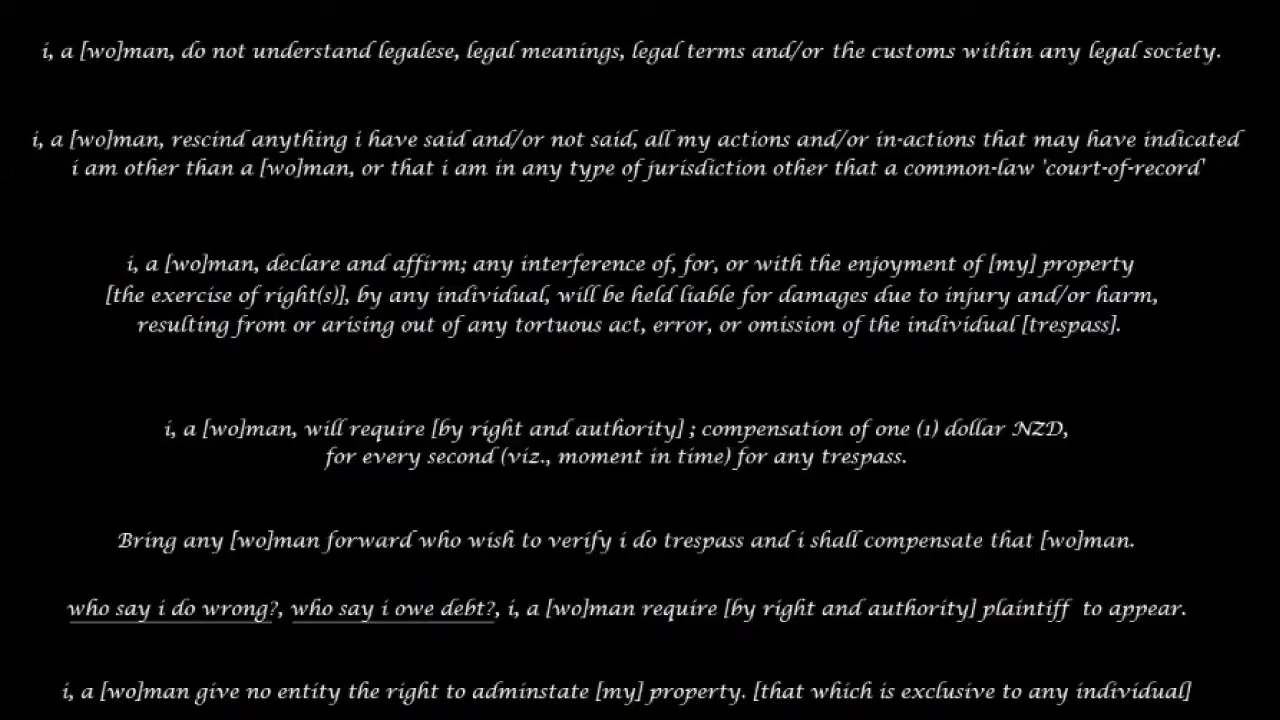 i, a [wo]man, do not understand legalese, legal meanings, legal terms and/or the customs within any legal society.
i, a [wo]man, rescind anything i have said and/or not said, all my actions and/or in-actions that may have indicated
i am other than a [wo]man, or that i am in any type of jurisdiction other that a common-law 'court-of-record'
i, a [wo]man, declare and affirm; any interference of, for, or with the enjoyment of [my] property
[the exercise of right(s)], by any individual, will be held liable for damages due to injury and/or harm,
resulting from or arising out of any tortuous act, error, or omission of the individual [trespass].
i, a [wo]man, will require [by right and authority] ; compensation of one (1) dollar NZD,
for every second (viz., moment in time) for any trespass.
Bring any [wo]man forward who wish to verify i do trespass and i shall compensate that [wo]man.
who say i do wrong?, who say i owe debt?, i, a [wo]man require [by right and authority] plaintiff to appear.
i, a [wo]man give no entity the right to adminstate [my] property. [that which is exclusive to any individual]